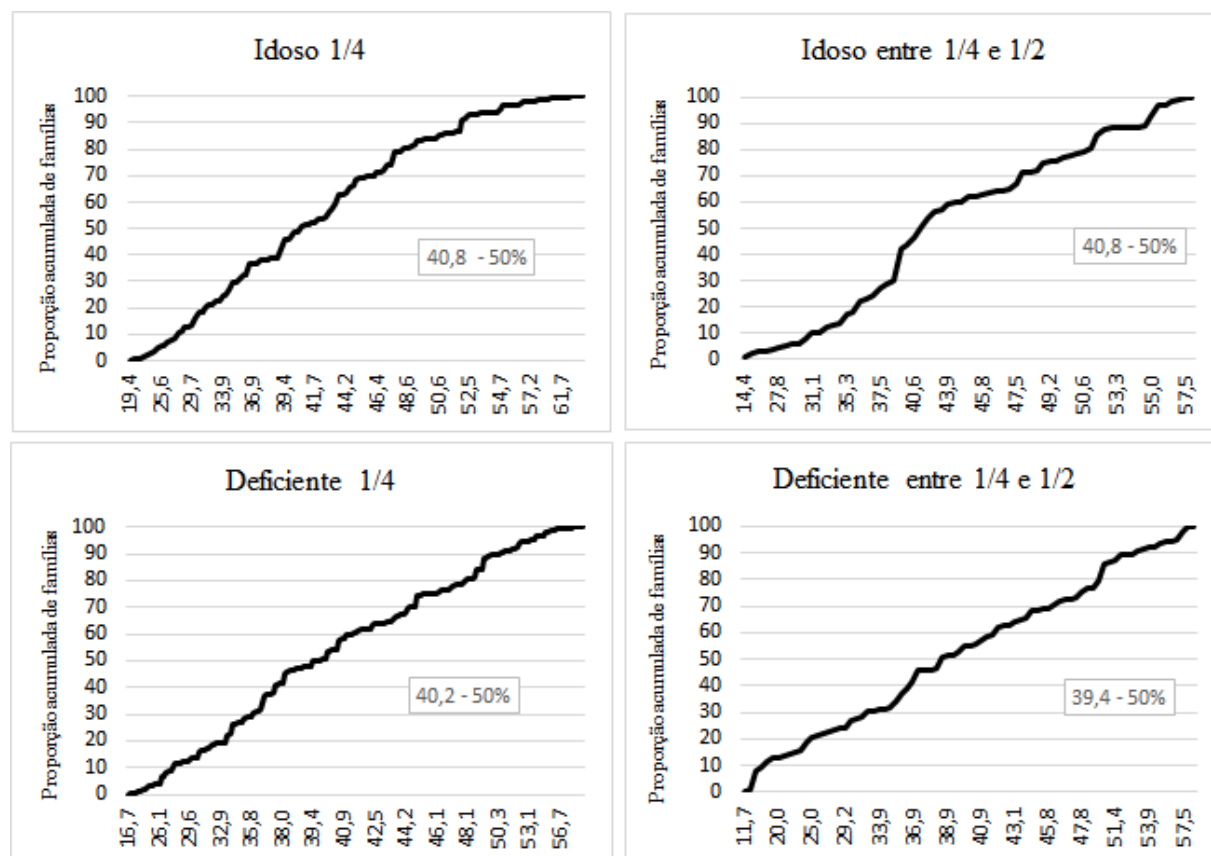 Idoso 1/4
Proporção acumulada de famílias
100
90
80
70
60
50
40
30
20
10
0
40,8 - 50%
19,4 25,6 29,7 33,9 36,9 39,4 41,7 44,2 46,4 48,6 50,6 52,5 54,7 57,2 61,7
Idoso entre 1/4 e 1/2
Proporção acumulada de famílias
100
90
80
70
60
50
40
30
20
10
0
40,8 - 50%
14,4 27,8 31,1 35,3 37,5 40,6 43,9 45,8 47,5 49,2 50,6 53,3 55,0 57,5
Deficiente 1/4
Proporção acumulada de famílias
100
90
80
70
60
50
40
30
20
10
0
40,2 - 50%
16,7 26,1 29,6 32,9 35,8 38,0 39,4 40,9 42,5 44,2 46,1 48,1 50,3 53,1 56,7
Deficiente entre 1/4 e 1/2
Proporção acumulada de famílias
100
90
80
70
60
50
40
30
20
10
0
39,4 - 50%
11,7 20,0 25,0 29,2 33,9 36,9 38,9 40,9 43,1 45,8 47,8 51,4 53,9 57,5